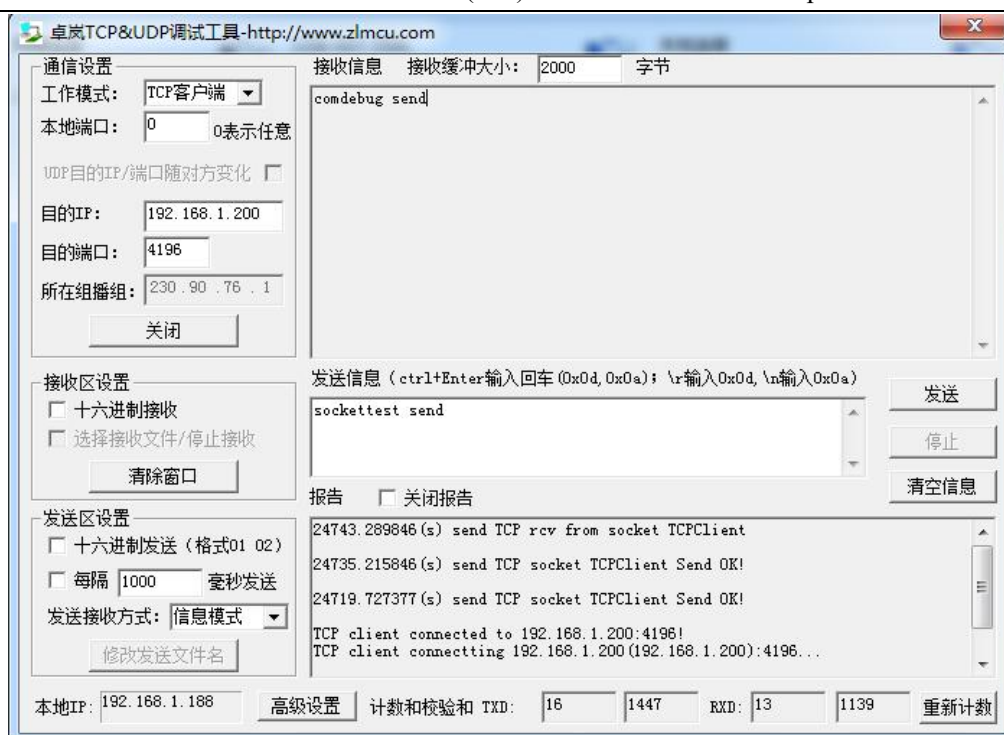 卓岚TCP&UDP调试工具-http://www.zlmcu.com
通信设置
工作模式： TCP客户端
本地端口： 0 0表示任意
UDP目的IP/端口随对方变化
目的IP： 192.168.1.200
目的端口： 4196
所在组播组： 230 .90 .76 . 1
关闭
接收区设置
十六进制接收
选择接收文件/停止接收
清除窗口
发送区设置
十六进制发送（格式01 02）
每隔 1000 毫秒发送
发送接收方式： 信息模式
修改发送文件名
接收信息 接收缓冲大小： 2000 字节
comdebug send
发送信息（ctrl+Enter输入回车(0x0d,0x0a)；\r输入0x0d,\n输入0x0a）
sockettest send
发送
停止
清空信息
报告 关闭报告
24743.289846(s) send TCP rcv from socket TCPClient
24735.215846(s) send TCP socket TCPClient Send OK!
24719.727377(s) send TCP socket TCPClient Send OK!
TCP client connected to 192.168.1.200:4196!
TCP client connectting 192.168.1.200(192.168.1.200):4196...
本地IP: 192.168.1.188 高级设置 计数和校验和 TXD: 16 1447 RXD: 13 1139 重新计数